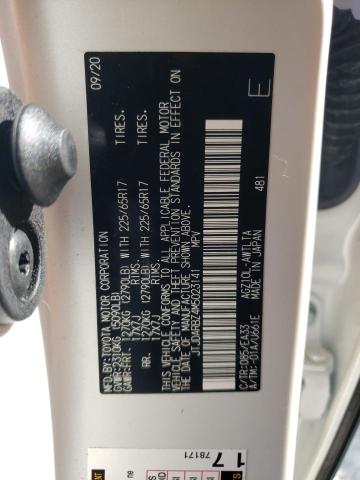 MFD.BY:TOYOTA MOTOR CORPORATION 09/20
GVWR:2310KG (5090LB)
GAWR:FRT. 1270KG (2790LB) WITH 225/65R17 TIRES.
17X7J RIMS.
RR. 1270KG (2790LB) WITH 225/65R17 TIRES.
17X7J RIMS.
THIS VEHICLE CONFORMS TO ALL APPLICABLE FEDERAL MOTOR
VEHICLE SAFETY AND THEFT PREVENTION STANDARDS IN EFFECT ON
THE DATE OF MANUFACTURE SHOWN ABOVE.
MPV
E
C/TR:085/EA33 AGZ10L-AWTLTA
A/TM:-01A/U661E MADE IN JAPAN 481
17
78171